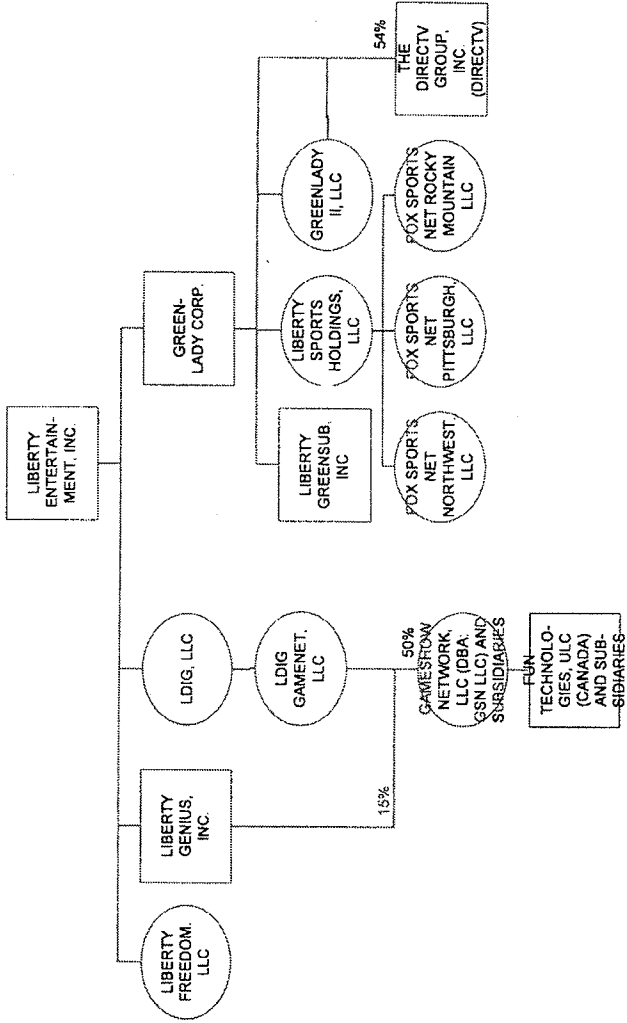 LIBERTY
ENTERTAIN-
MENT, INC.
LIBERTY
FREEDOM.
LLC
LIBERTY
GENIUS,
INC.
LDIG, LLC
GREEN-
LADY CORP.
LDIG
GAMENET,
LLC
LIBERTY
GREENSUB,
INC
LIBERTY
SPORTS
HOLDINGS,
LLC
GREENLADY
II, LLC
15%
50%
54%
GAMESHOW
NETWORK,
LLC (DBA:
GSN LLC) AND
SUBSIDIARIES
FOX SPORTS
NET
NORTHWEST,
LLC
FOX SPORTS
NET
PITTSBURGH,
LLC
FOX SPORTS
NET ROCKY
MOUNTAIN
LLC
THE
DIRECTV
GROUP,
INC.
(DIRECTV)
FUN
TECHNOLO-
GIES, ULC
(CANADA)
AND SUB-
SIDIARIES